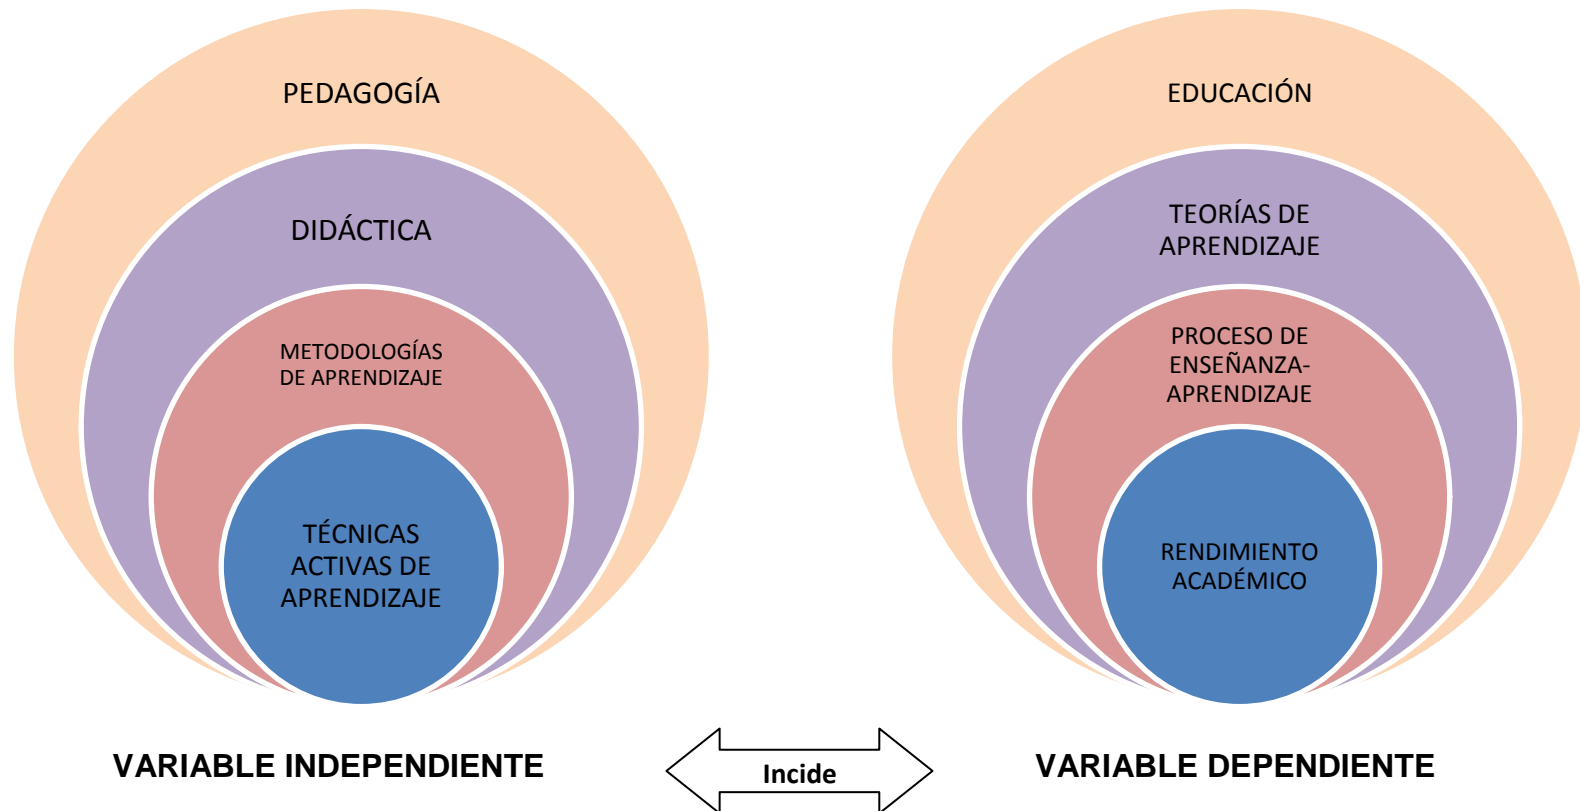 PEDAGOGÍA
DIDÁCTICA
METODOLOGÍAS
DE APRENDIZAJE
TÉCNICAS
ACTIVAS DE
APRENDIZAJE
VARIABLE INDEPENDIENTE
Incide
EDUCACIÓN
TEORÍAS DE
APRENDIZAJE
PROCESO DE
ENSEÑANZA-
APRENDIZAJE
RENDIMIENTO
ACADÉMICO
VARIABLE DEPENDIENTE